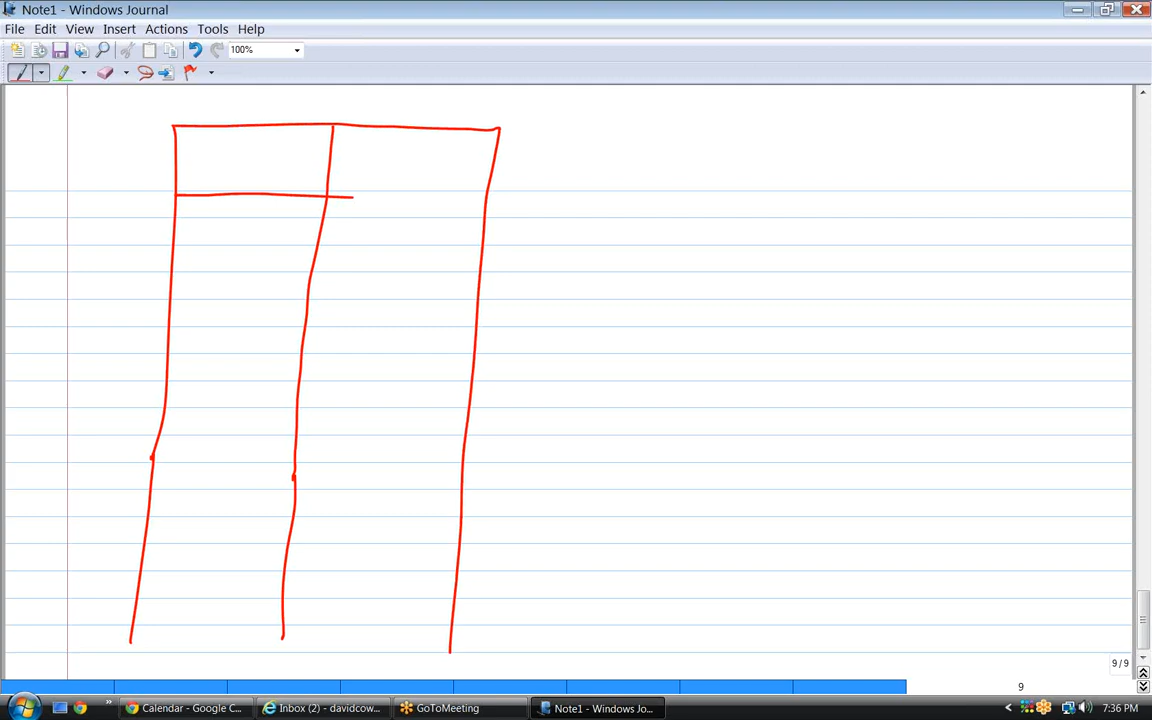 Note1 - Windows Journal
File Edit View Insert Actions Tools Help
100%
9 / 9
9
Calendar - Google C...
Inbox (2) - davidcow...
GoToMeeting
Note1 - Windows Jo...
7:36 PM